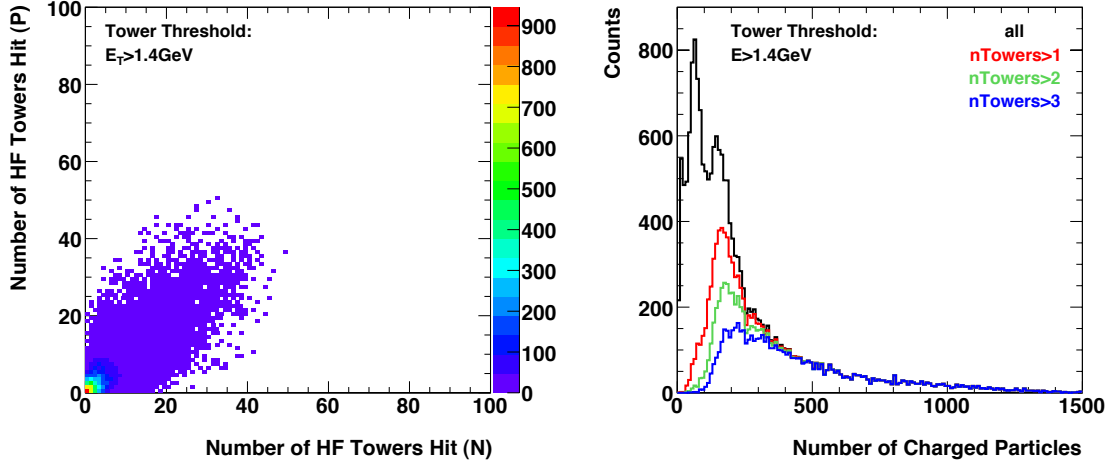 Number of HF Towers Hit (P)
100
80
60
40
20
0
Tower Threshold:
E_T>1.4GeV
0 20 40 60 80 100
Number of HF Towers Hit (N)
900
800
700
600
500
400
300
200
100
0
Counts
800
600
400
200
0
Tower Threshold:
E>1.4GeV
all
nTowers>1
nTowers>2
nTowers>3
0 500 1000 1500
Number of Charged Particles